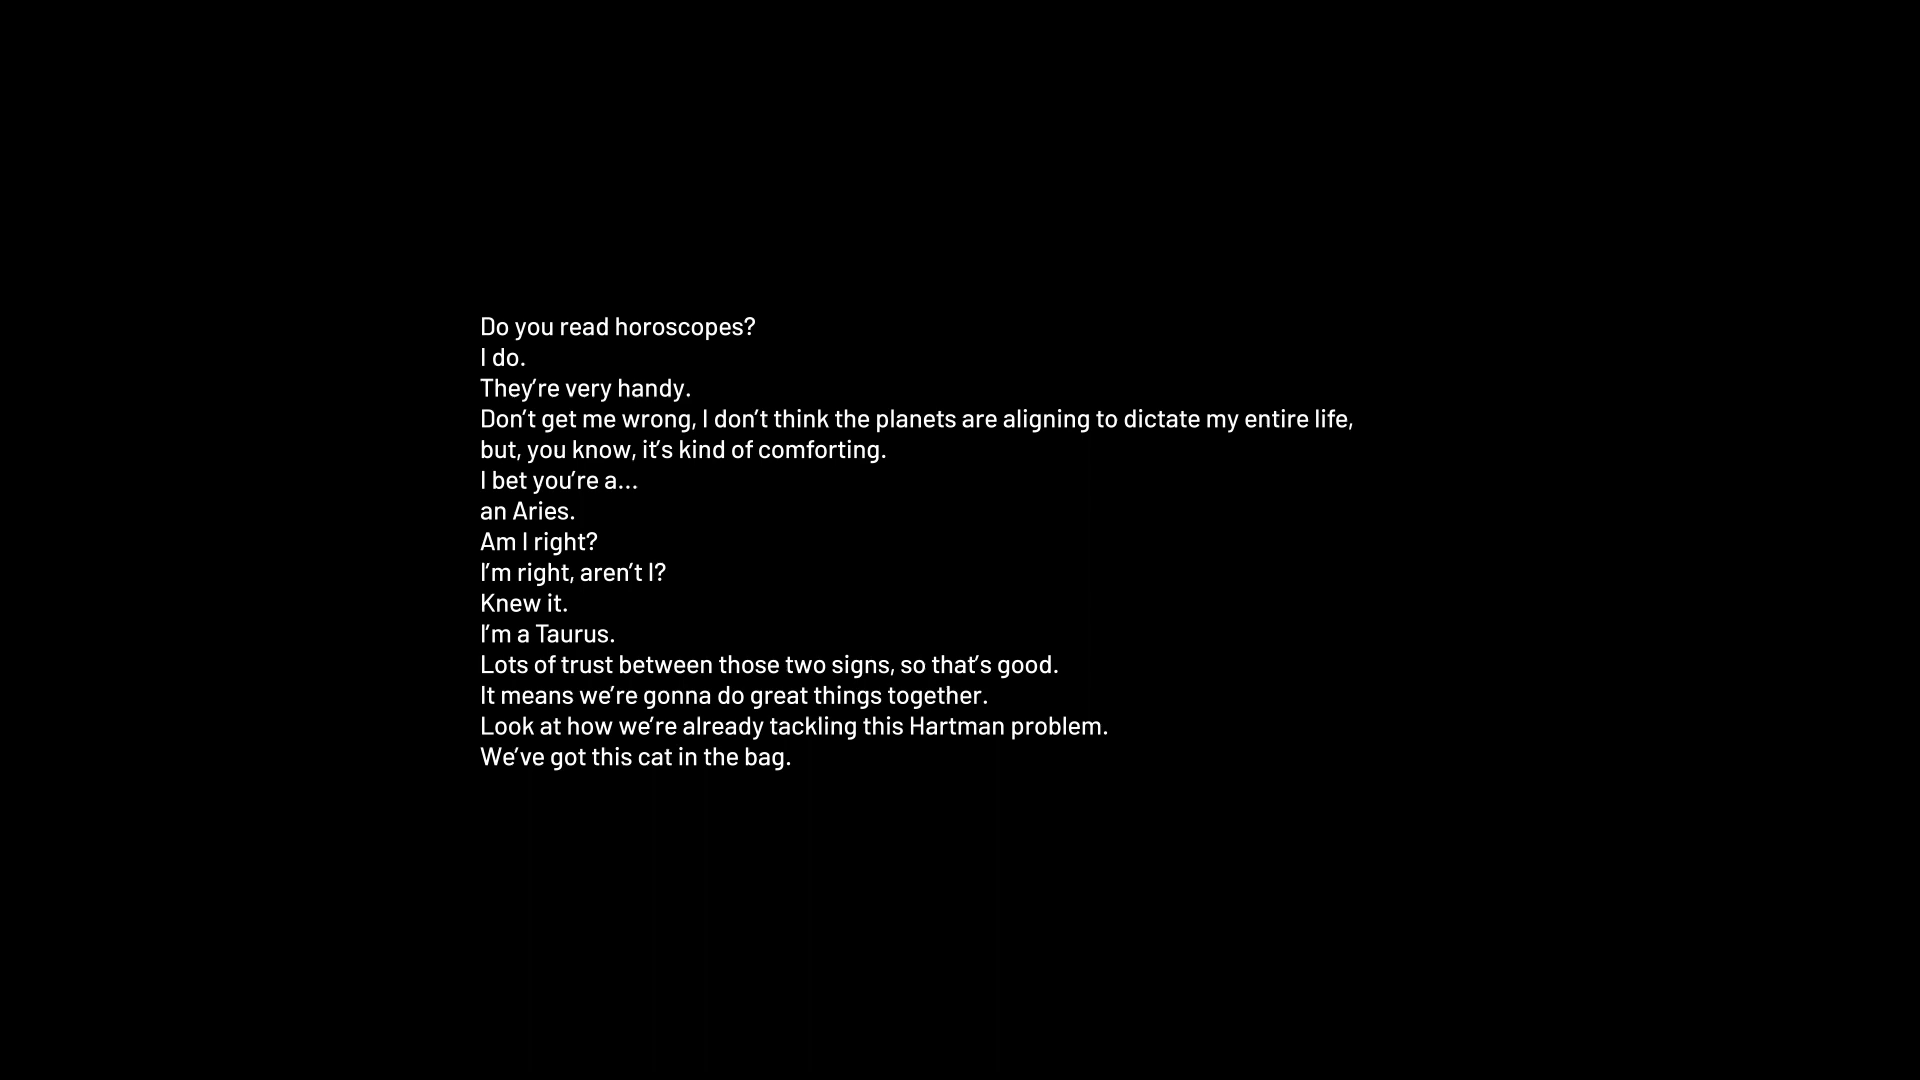 Do you read horoscopes?
I do.
They’re very handy.
Don’t get me wrong, I don’t think the planets are aligning to dictate my entire life,
but, you know, it’s kind of comforting.
I bet you’re a...
an Aries.
Am I right?
I’m right, aren’t I?
Knew it.
I’m a Taurus.
Lots of trust between those two signs, so that’s good.
It means we’re gonna do great things together.
Look at how we’re already tackling this Hartman problem.
We’ve got this cat in the bag.